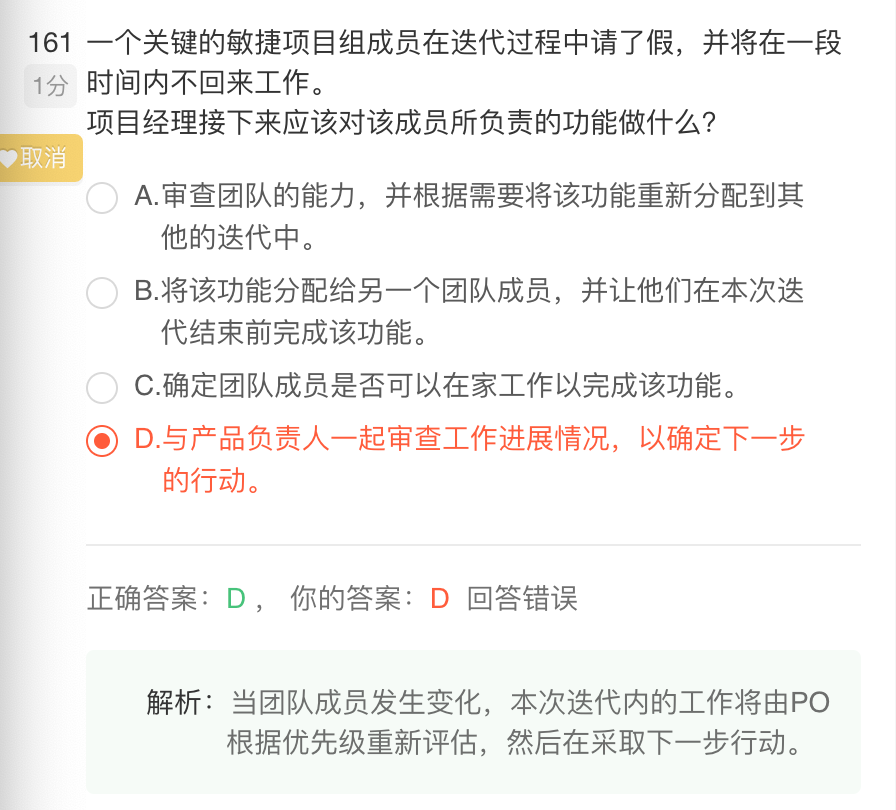 161 一个关键的敏捷项目组成员在迭代过程中请了假，并将在一段
1分 时间内不回来工作。
项目经理接下来应该对该成员所负责的功能做什么？
取消
A.审查团队的能力，并根据需要将该功能重新分配到其
他的迭代中。
B.将该功能分配给另一个团队成员，并让他们在本次迭
代结束前完成该功能。
C.确定团队成员是否可以在家工作以完成该功能。
D.与产品负责人一起审查工作进展情况，以确定下一步
的行动。
正确答案：D ， 你的答案：D 回答错误
解析：当团队成员发生变化，本次迭代内的工作将由PO
根据优先级重新评估，然后在采取下一步行动。